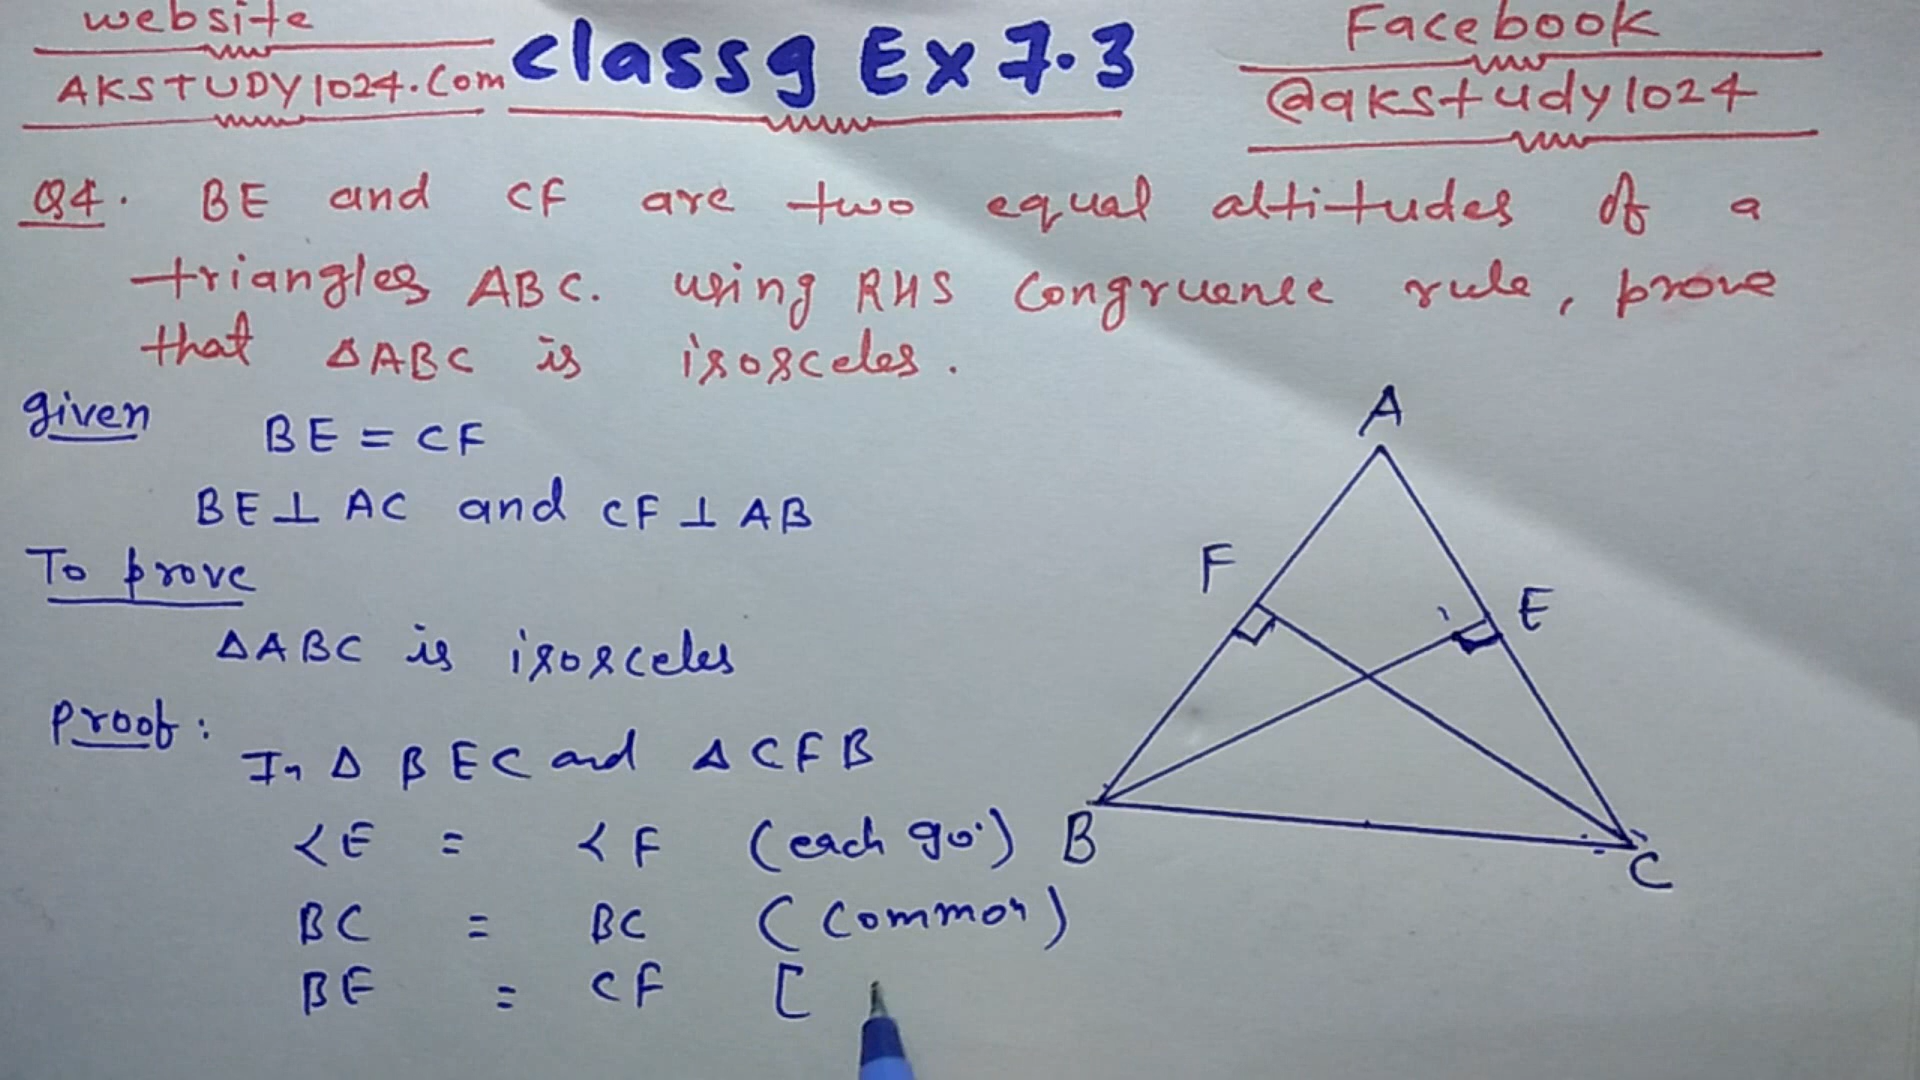 website
AKSTUDY1024.Com
class 9 Ex 7.3
Facebook
@akstudy1024
Q4. BE and CF are two equal altitudes of a
triangles ABC. using RHS Congruence rule, prove
that ΔABC is isosceles.
given BE = CF
BE ⊥ AC and CF ⊥ AB
To prove
ΔABC is isosceles
Proof:
In Δ BEC and Δ CFB
<E = <F (each 90°)
BC = BC (Common)
BE = CF [
A
F
E
B
C